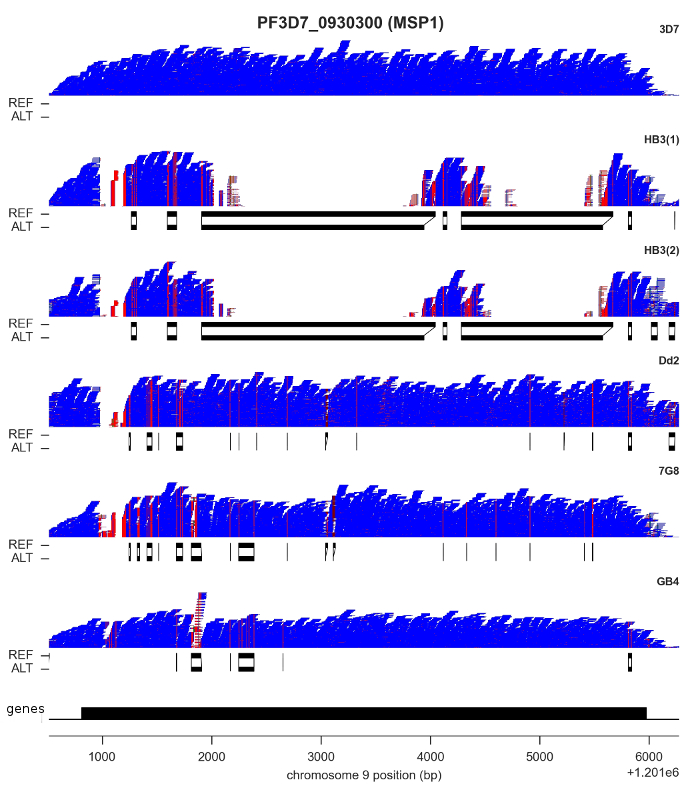 PF3D7_0930300 (MSP1)
3D7
REF
ALT
HB3(1)
REF
ALT
HB3(2)
REF
ALT
Dd2
REF
ALT
7G8
REF
ALT
GB4
REF
ALT
genes
1000 2000 3000 4000 5000 6000
chromosome 9 position (bp) +1.201e6